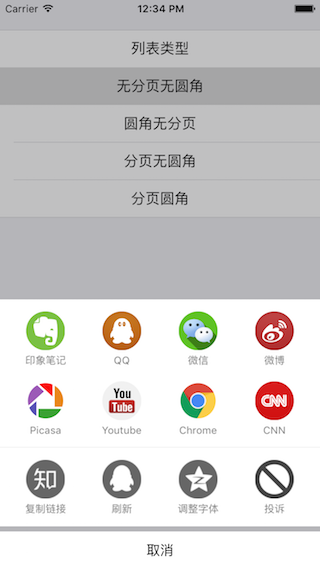 Carrier 12:34 PM
列表类型
无分页无圆角
圆角无分页
分页无圆角
分页圆角
印象笔记 QQ 微信 微博
You Tube CNN
Picasa Youtube Chrome CNN
知
复制链接 刷新 调整字体 投诉
取消